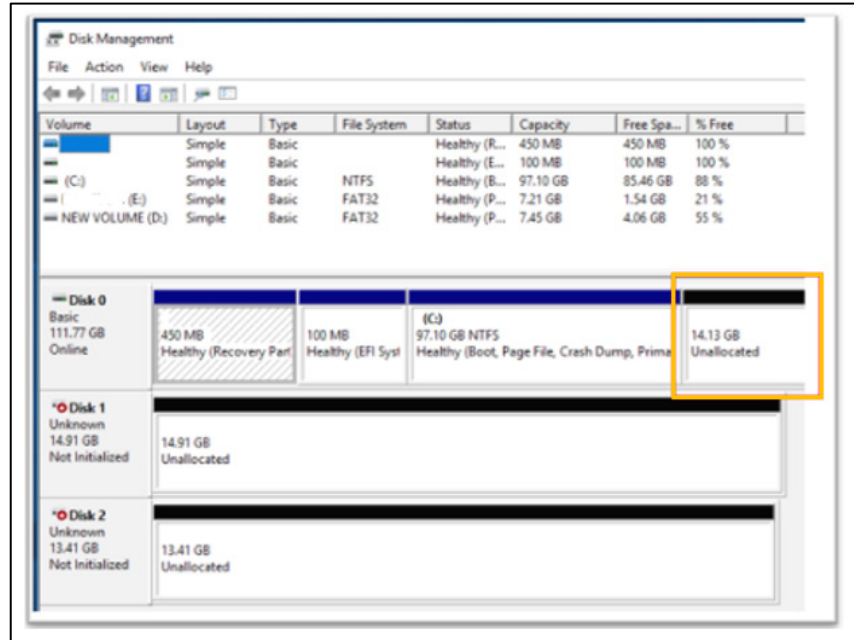 Disk Management
File Action View Help
Volume Layout Type File System Status Capacity Free Spa... % Free
Simple Basic Healthy (R... 450 MB 450 MB 100 %
Simple Basic Healthy (E... 100 MB 100 MB 100 %
(C:) Simple Basic NTFS Healthy (B... 97.10 GB 85.46 GB 88 %
(E:) Simple Basic FAT32 Healthy (P... 7.21 GB 1.54 GB 21 %
NEW VOLUME (D:) Simple Basic FAT32 Healthy (P... 7.45 GB 4.06 GB 55 %
Disk 0
Basic
111.77 GB
Online
450 MB
Healthy (Recovery Part
100 MB
Healthy (EFI Syst
(C:)
97.10 GB NTFS
Healthy (Boot, Page File, Crash Dump, Prima
14.13 GB
Unallocated
Disk 1
Unknown
14.91 GB
Not Initialized
14.91 GB
Unallocated
Disk 2
Unknown
13.41 GB
Not Initialized
13.41 GB
Unallocated